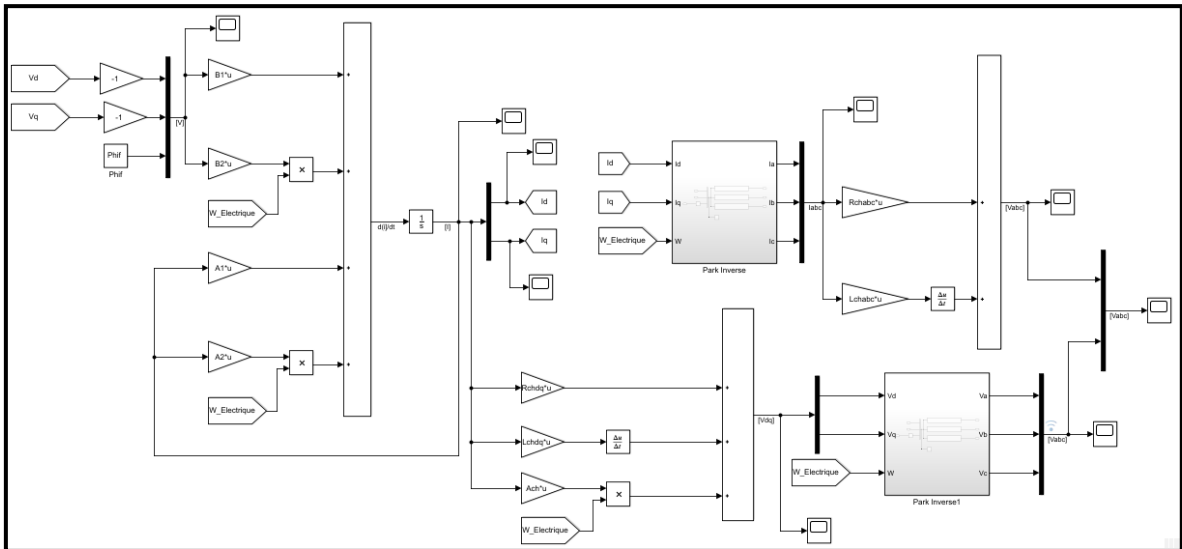 Vd
-1
Vq
-1
[V]
Phif
Phif
B1*u
B2*u
×
W_Electrique
A1*u
A2*u
×
W_Electrique
+
+
+
+
d(i)/dt
1
s
[I]
Id
Iq
Id
Iq
W_Electrique
Id
Iq
W
Ia
Ib
Ic
Park Inverse
Iabc
Rchabc*u
Lchabc*u
Δu
Δt
+
+
[Vabc]
[Vabc]
Rchdq*u
Lchdq*u
Δu
Δt
Ach*u
×
W_Electrique
+
+
+
[Vdq]
W_Electrique
Vd
Vq
W
Va
Vb
Vc
Park Inverse1
[Vabc]